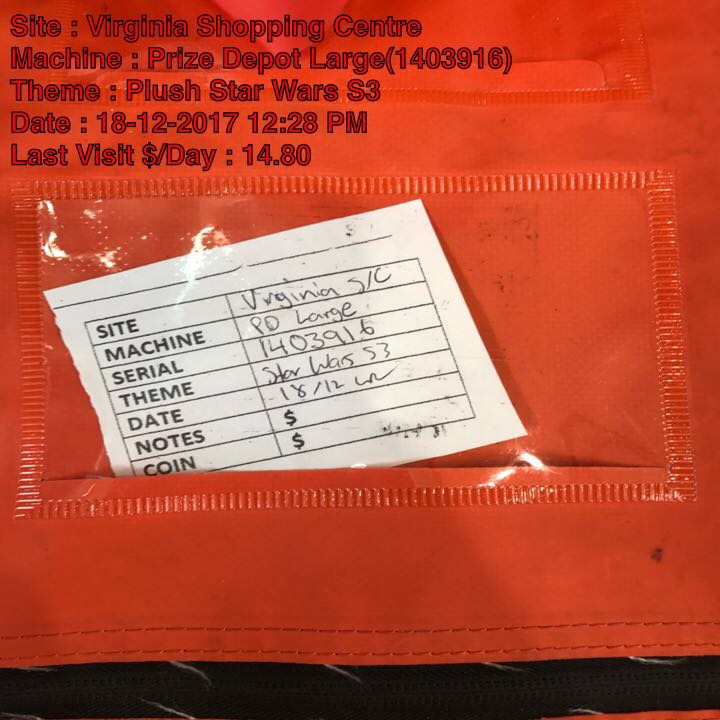 Site : Virginia Shopping Centre
Machine : Prize Depot Large(1403916)
Theme : Plush Star Wars S3
Date : 18-12-2017 12:28 PM
Last Visit $/Day : 14.80
SITE Virginia S/C
MACHINE PD Large
SERIAL 1403916
THEME Star Wars S3
DATE 18/12
NOTES $
COIN $